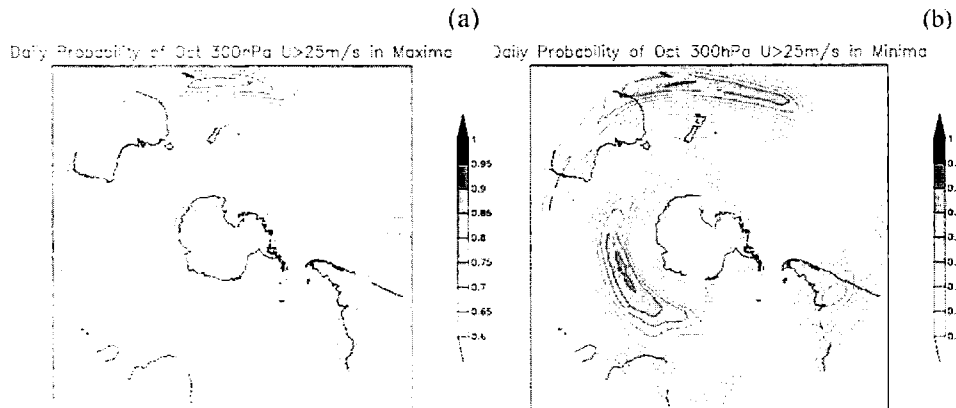 (a)
Daily Probability of Oct 300hPa U>25m/s in Maxima
1
0.95
0.9
0.85
0.8
0.75
0.7
0.65
0.6
(b)
Daily Probability of Oct 300hPa U>25m/s in Minima